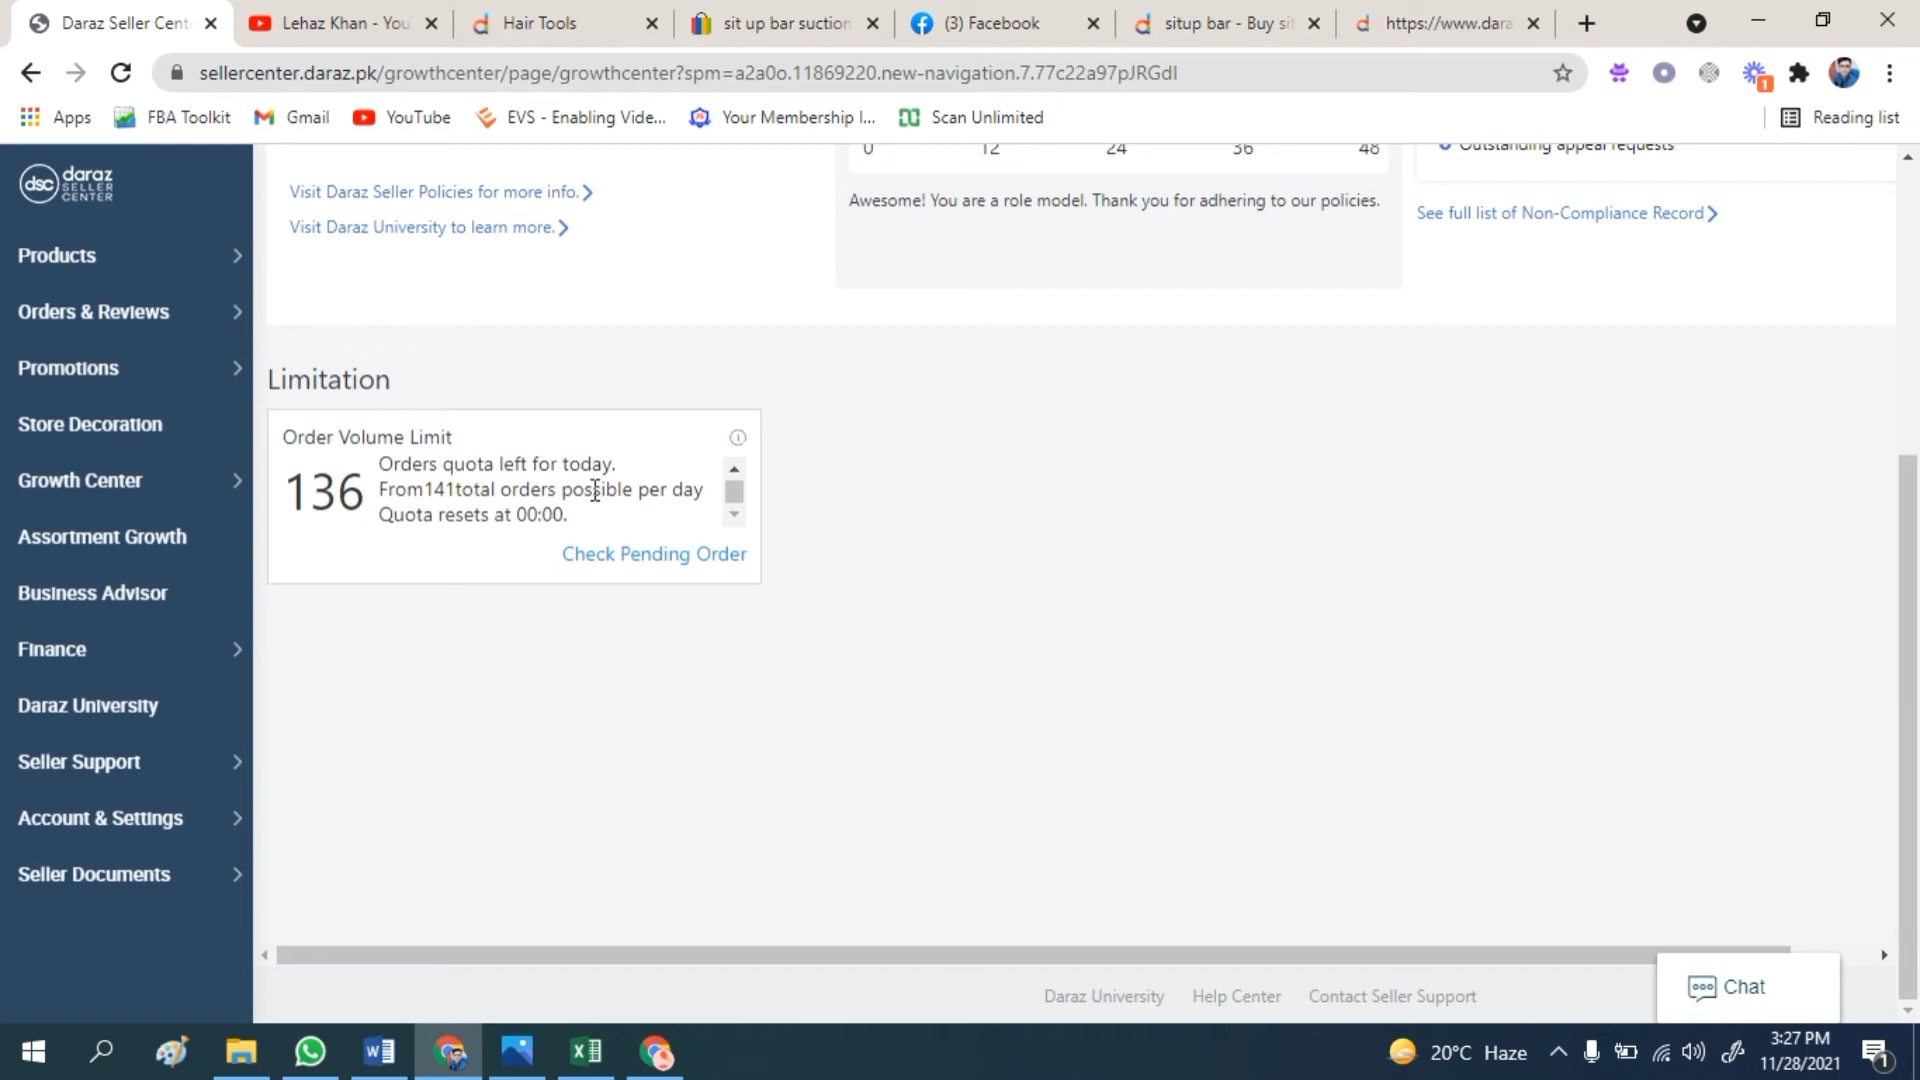 Daraz Seller Cent
Lehaz Khan - You
Hair Tools
sit up bar suction
(3) Facebook
situp bar - Buy sit
https://www.dara
sellercenter.daraz.pk/growthcenter/page/growthcenter?spm=a2a0o.11869220.new-navigation.7.77c22a97pJRGdI
1
Apps
FBA Toolkit
Gmail
YouTube
EVS - Enabling Vide...
Your Membership I...
Scan Unlimited
Reading list
dsc daraz
SELLER
CENTER
Products
Orders & Reviews
Promotions
Store Decoration
Growth Center
Assortment Growth
Business Advisor
Finance
Daraz University
Seller Support
Account & Settings
Seller Documents
Visit Daraz Seller Policies for more info.
Visit Daraz University to learn more.
0 12 24 36 48
Awesome! You are a role model. Thank you for adhering to our policies.
Outstanding appeal requests
See full list of Non-Compliance Record
Limitation
Order Volume Limit
136
Orders quota left for today.
From141total orders possible per day
Quota resets at 00:00.
Check Pending Order
Daraz University
Help Center
Contact Seller Support
Chat
20°C Haze
3:27 PM
11/28/2021
1